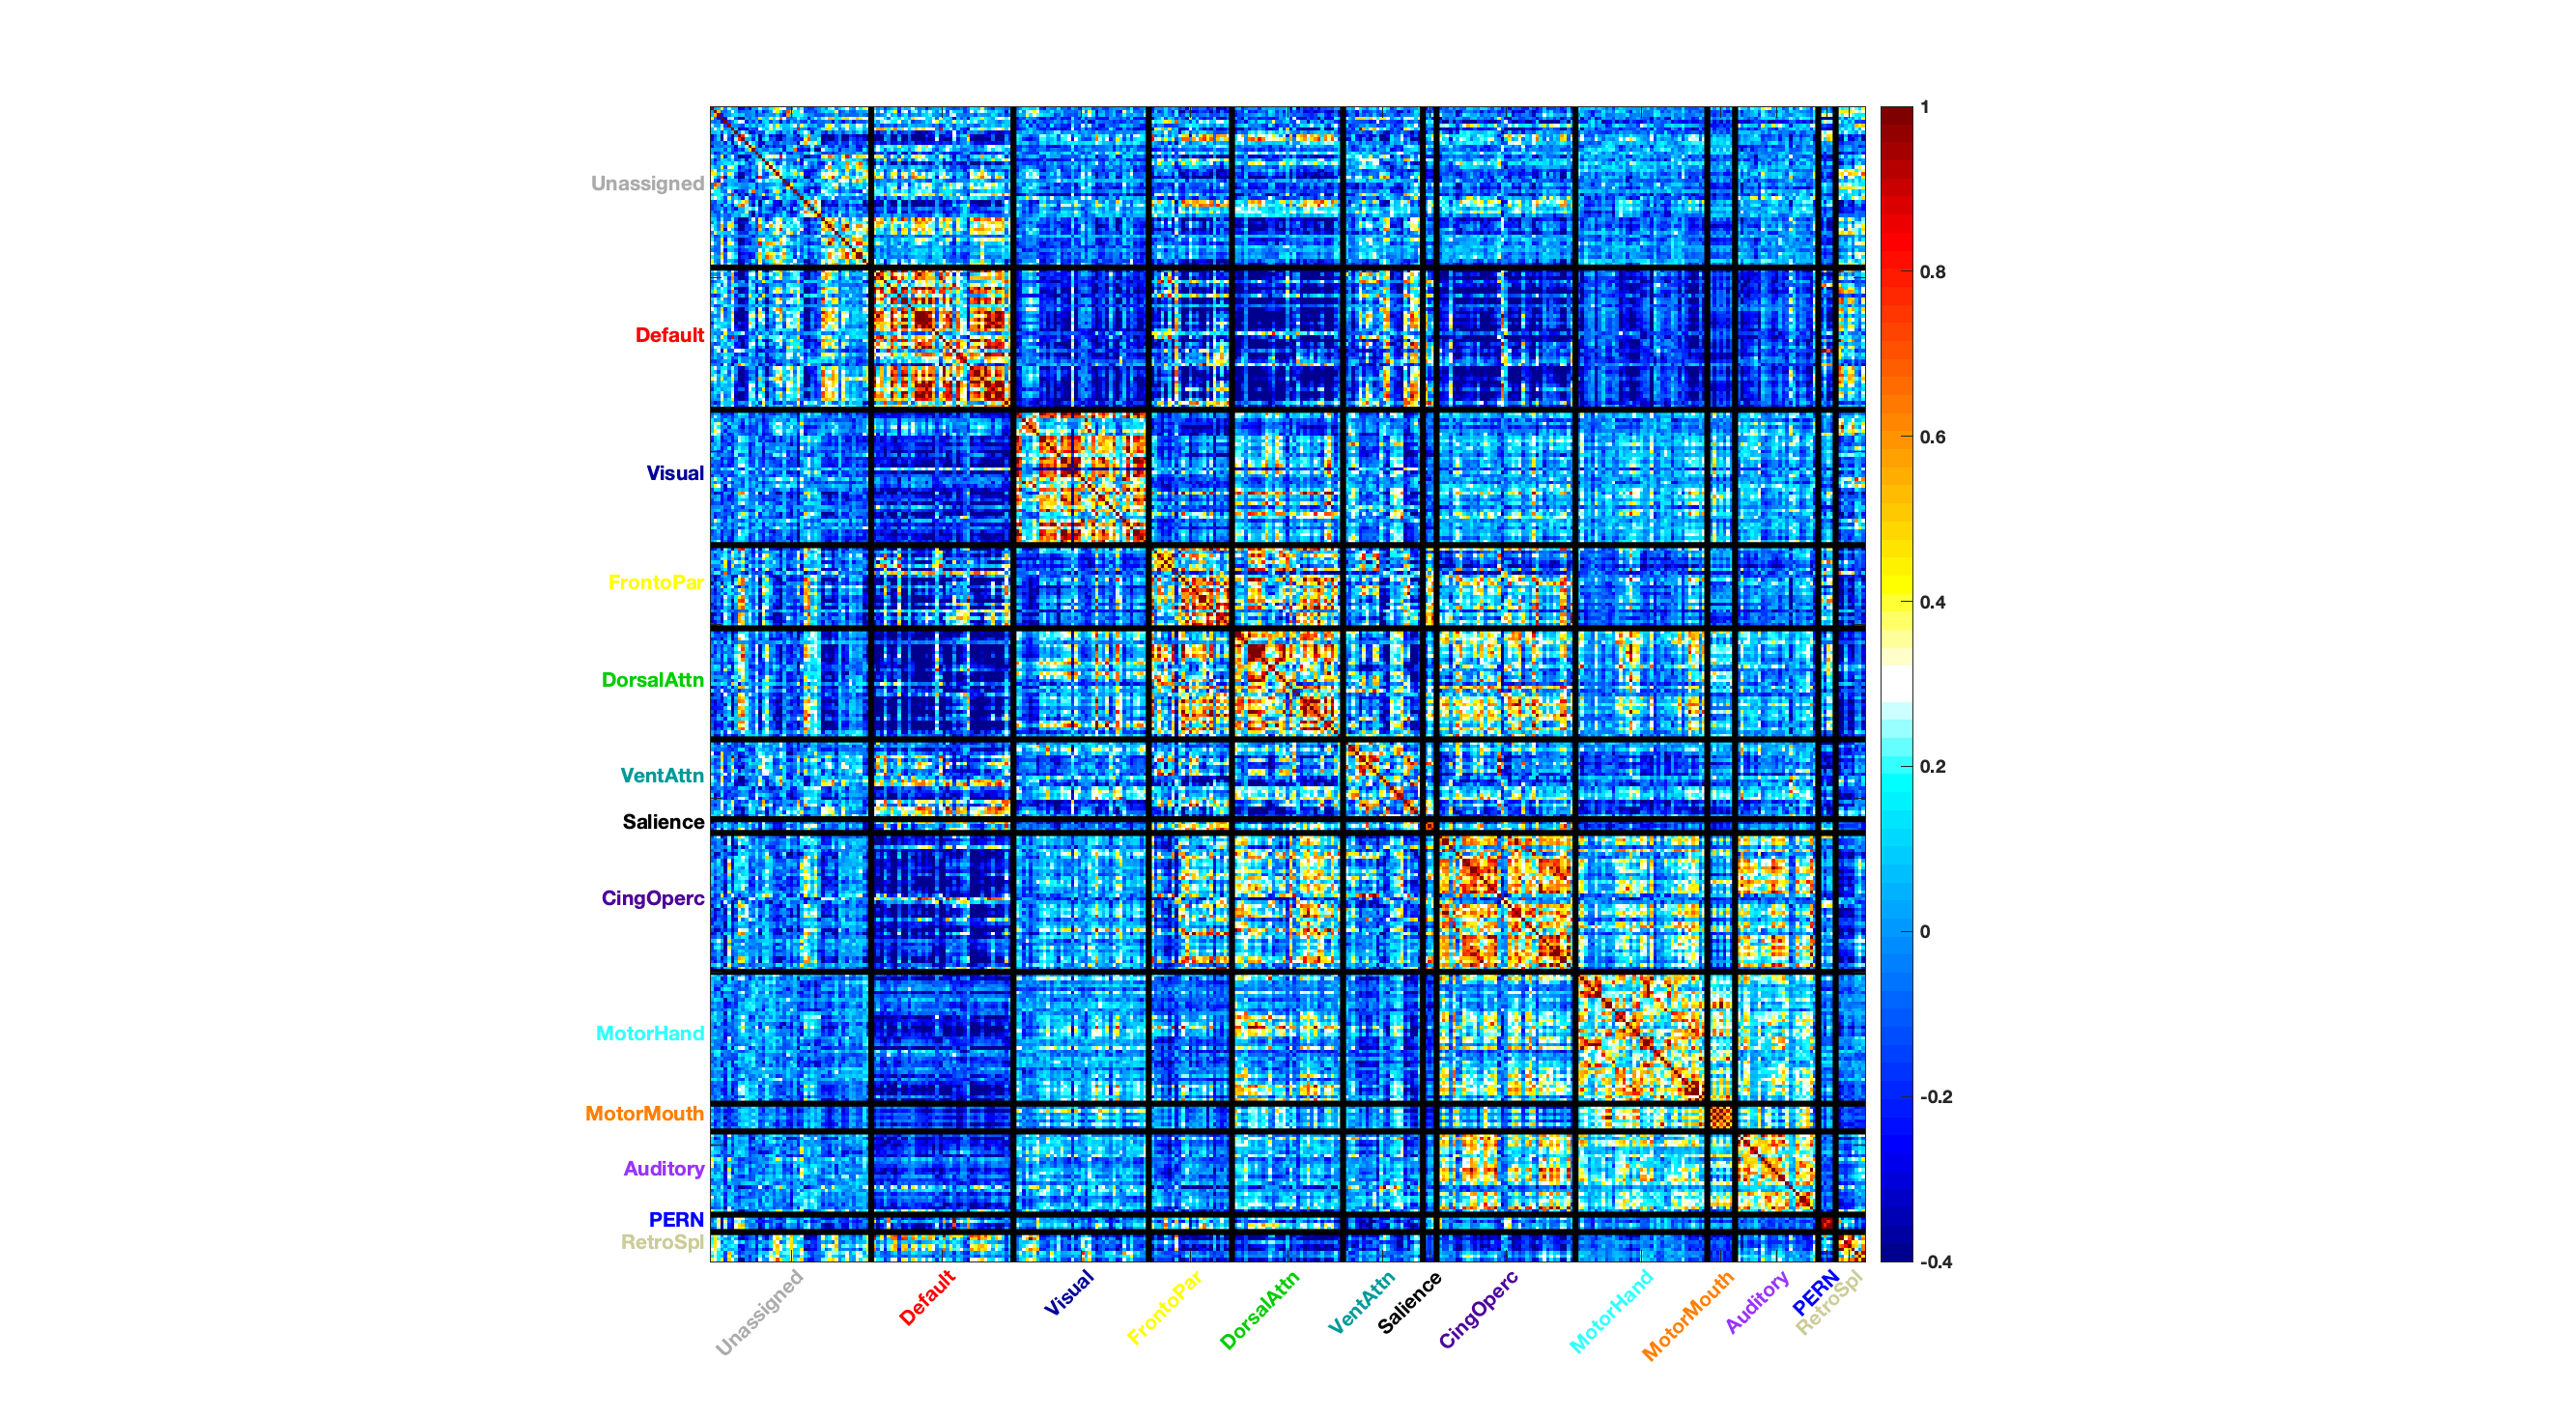 Unassigned
Default
Visual
FrontoPar
DorsalAttn
VentAttn
Salience
CingOperc
MotorHand
MotorMouth
Auditory
PERN
RetroSpl
Unassigned
Default
Visual
FrontoPar
DorsalAttn
VentAttn
Salience
CingOperc
MotorHand
MotorMouth
Auditory
PERN
RetroSpl
1
0.8
0.6
0.4
0.2
0
-0.2
-0.4